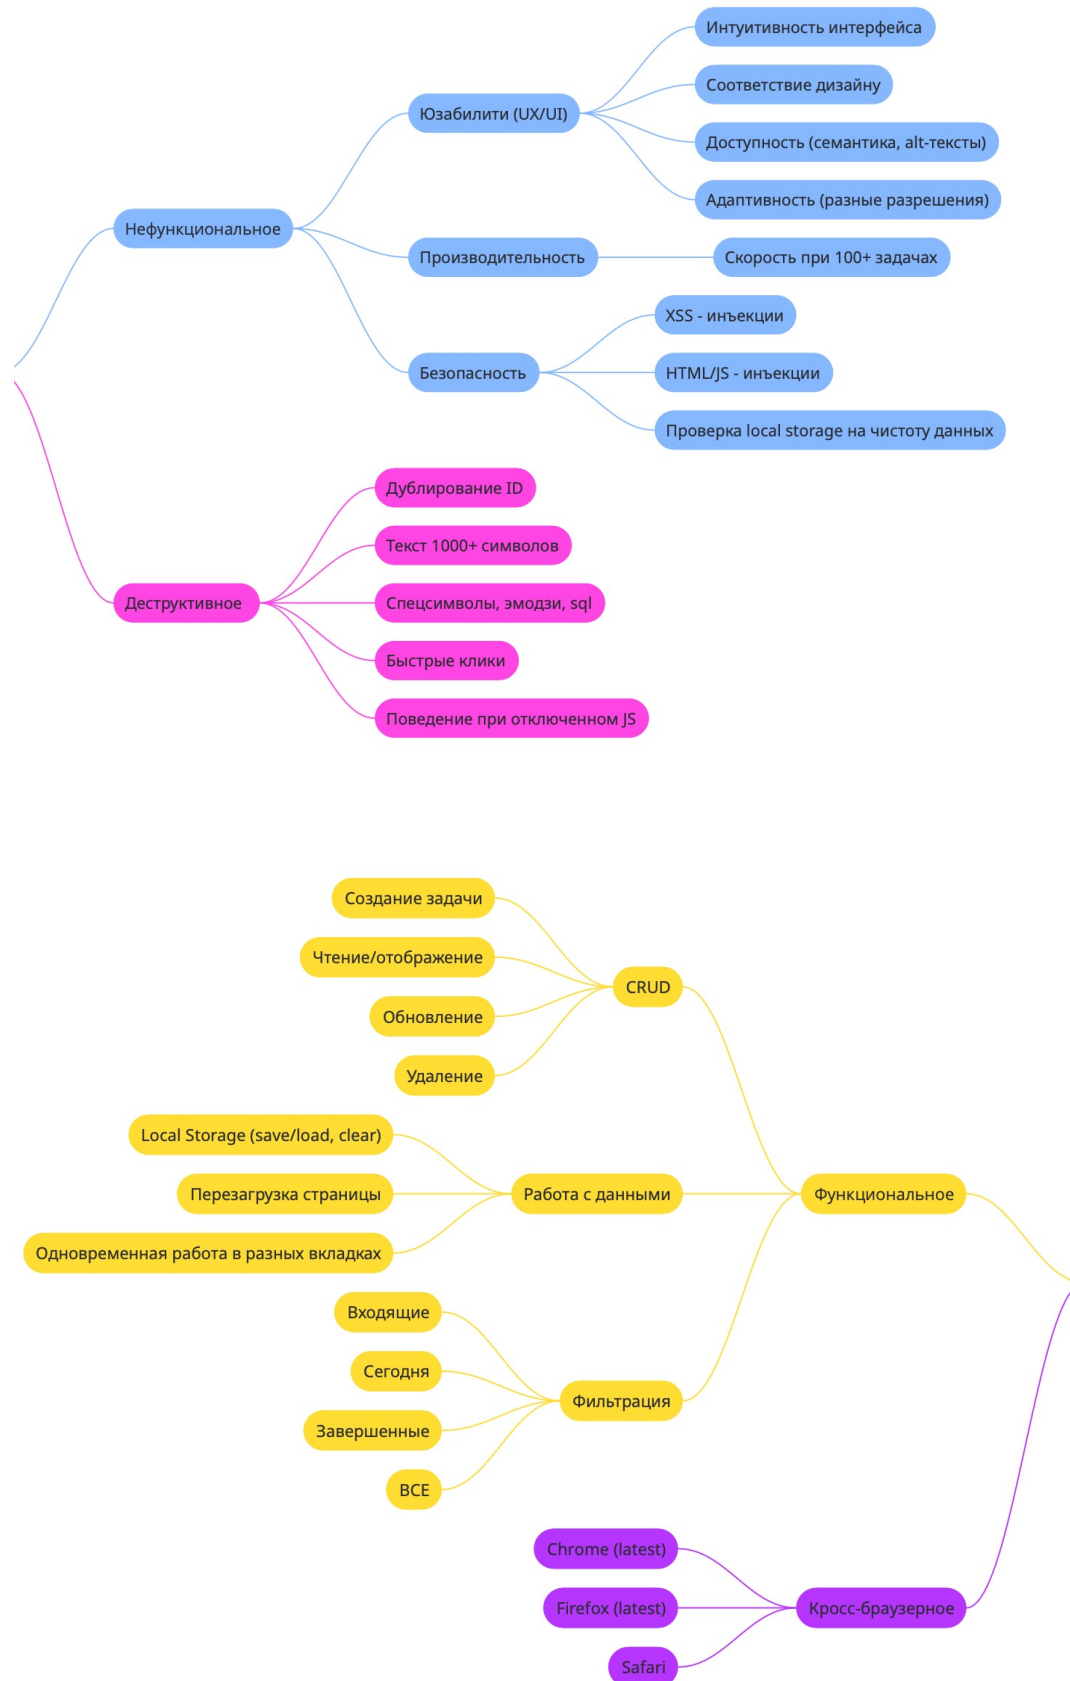 Интуитивность интерфейса
Соответствие дизайну
Юзабилити (UX/UI)
Доступность (семантика, alt-тексты)
Адаптивность (разные разрешения)
Нефункциональное
Производительность
Скорость при 100+ задачах
XSS - инъекции
Безопасность
HTML/JS - инъекции
Проверка local storage на чистоту данных
Дублирование ID
Текст 1000+ символов
Деструктивное
Спецсимволы, эмодзи, sql
Быстрые клики
Поведение при отключенном JS
Создание задачи
Чтение/отображение
CRUD
Обновление
Удаление
Local Storage (save/load, clear)
Перезагрузка страницы
Работа с данными
Функциональное
Одновременная работа в разных вкладках
Входящие
Сегодня
Фильтрация
Завершенные
ВСЕ
Chrome (latest)
Firefox (latest)
Кросс-браузерное
Safari